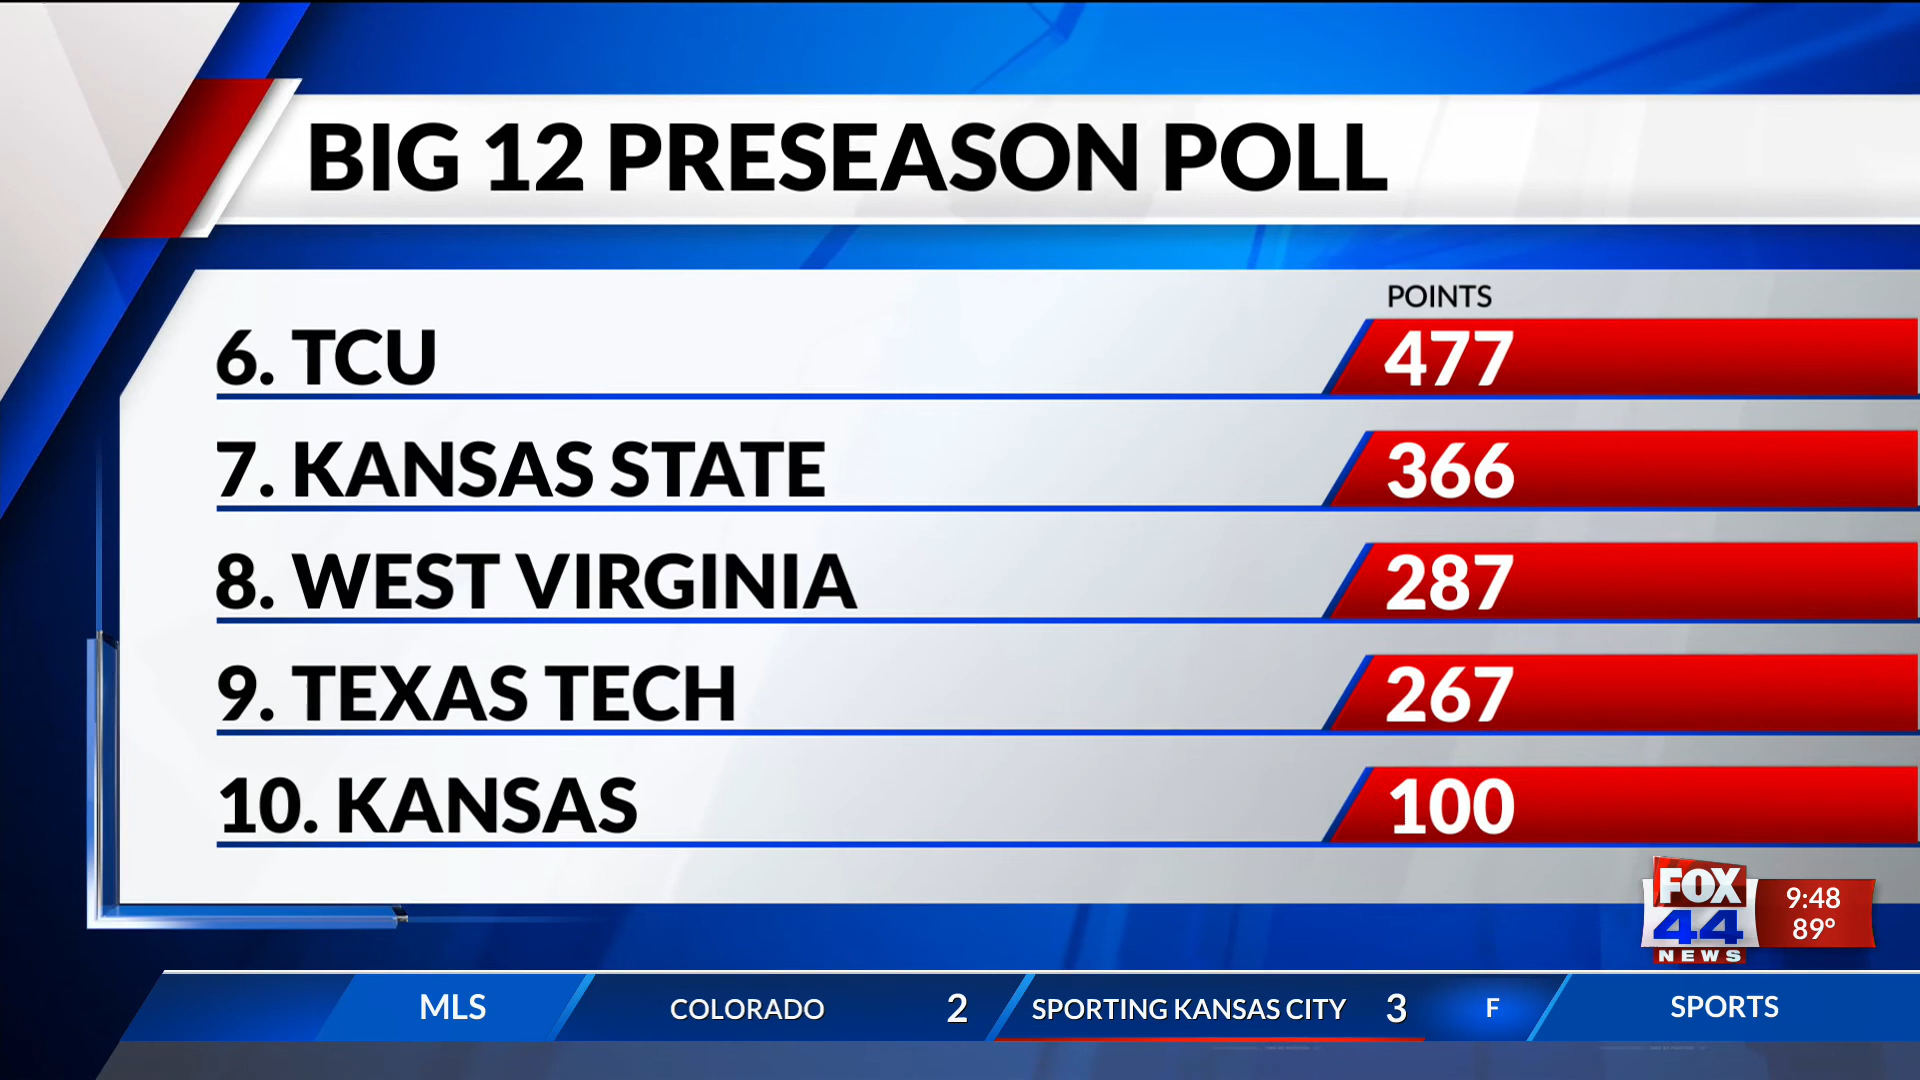 BIG 12 PRESEASON POLL
POINTS
6. TCU 477
7. KANSAS STATE 366
8. WEST VIRGINIA 287
9. TEXAS TECH 267
10. KANSAS 100
FOX
44
NEWS
9:48
89°
MLS COLORADO 2 SPORTING KANSAS CITY 3 F SPORTS